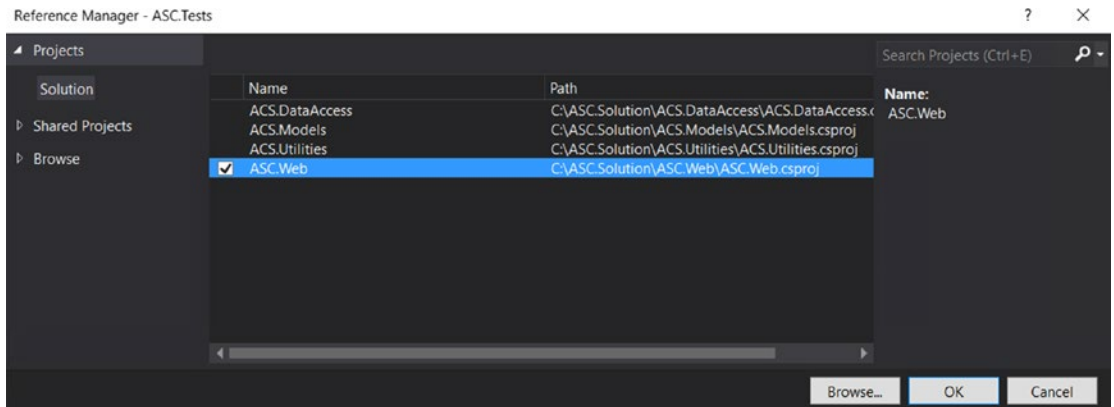 Reference Manager - ASC.Tests ? ×
Projects
Search Projects (Ctrl+E)
Solution
Shared Projects
Browse
Name Path
ACS.DataAccess C:\ASC.Solution\ACS.DataAccess\ACS.DataAccess.c
ACS.Models C:\ASC.Solution\ACS.Models\ACS.Models.csproj
ACS.Utilities C:\ASC.Solution\ACS.Utilities\ACS.Utilities.csproj
ASC.Web C:\ASC.Solution\ASC.Web\ASC.Web.csproj
Name:
ASC.Web
Browse... OK Cancel